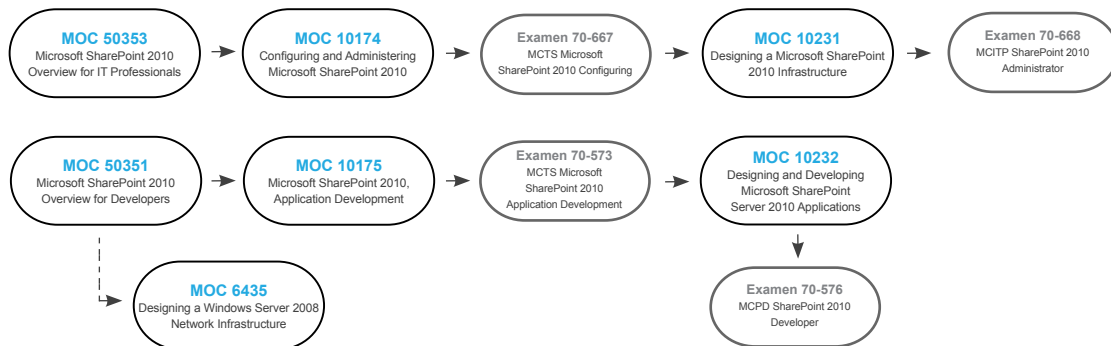 MOC 50353
Microsoft SharePoint 2010
Overview for IT Professionals
MOC 10174
Configuring and Administering
Microsoft SharePoint 2010
Examen 70-667
MCTS Microsoft
SharePoint 2010 Configuring
MOC 10231
Designing a Microsoft SharePoint
2010 Infrastructure
Examen 70-668
MCITP SharePoint 2010
Administrator
MOC 50351
Microsoft SharePoint 2010
Overview for Developers
MOC 10175
Microsoft SharePoint 2010,
Application Development
Examen 70-573
MCTS Microsoft
SharePoint 2010
Application Development
MOC 10232
Designing and Developing
Microsoft SharePoint
Server 2010 Applications
MOC 6435
Designing a Windows Server 2008
Network Infrastructure
Examen 70-576
MCPD SharePoint 2010
Developer